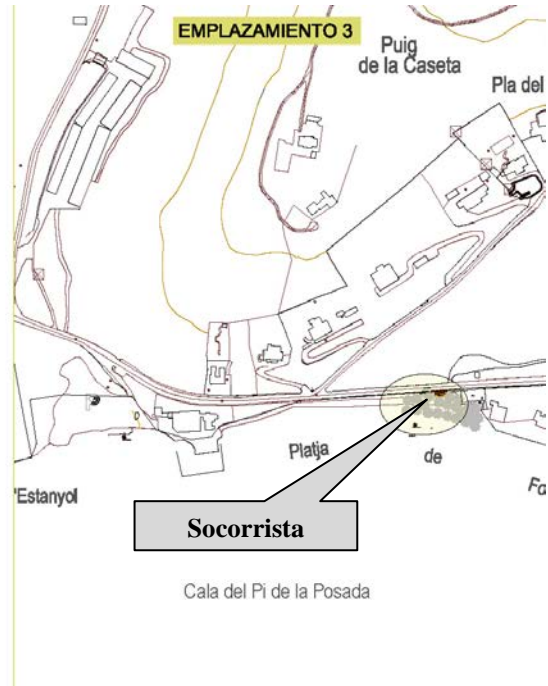 EMPLAZAMIENTO 3
Puig
de la Caseta
Pla del
Platja
de
'Estanyol
Fo
Socorrista
Cala del Pi de la Posada